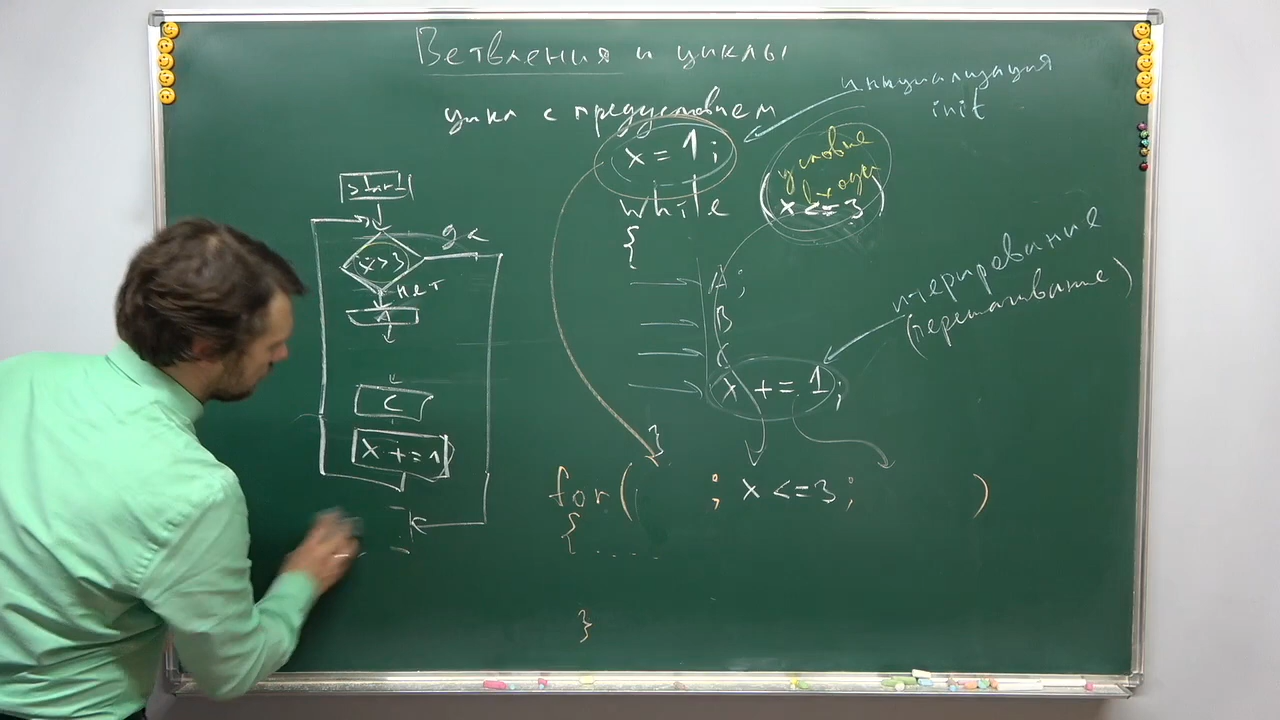 Ветвления и циклы
цикл с предусловием
инициализация
init
x = 1;
условие
входа
while (x <= 3)
{
A;
B
C
x += 1;
}
итерирование
(перешагивание)
start
x > 3
да
нет
A
C
x += 1
for( ; x <= 3; )
{ ....
}